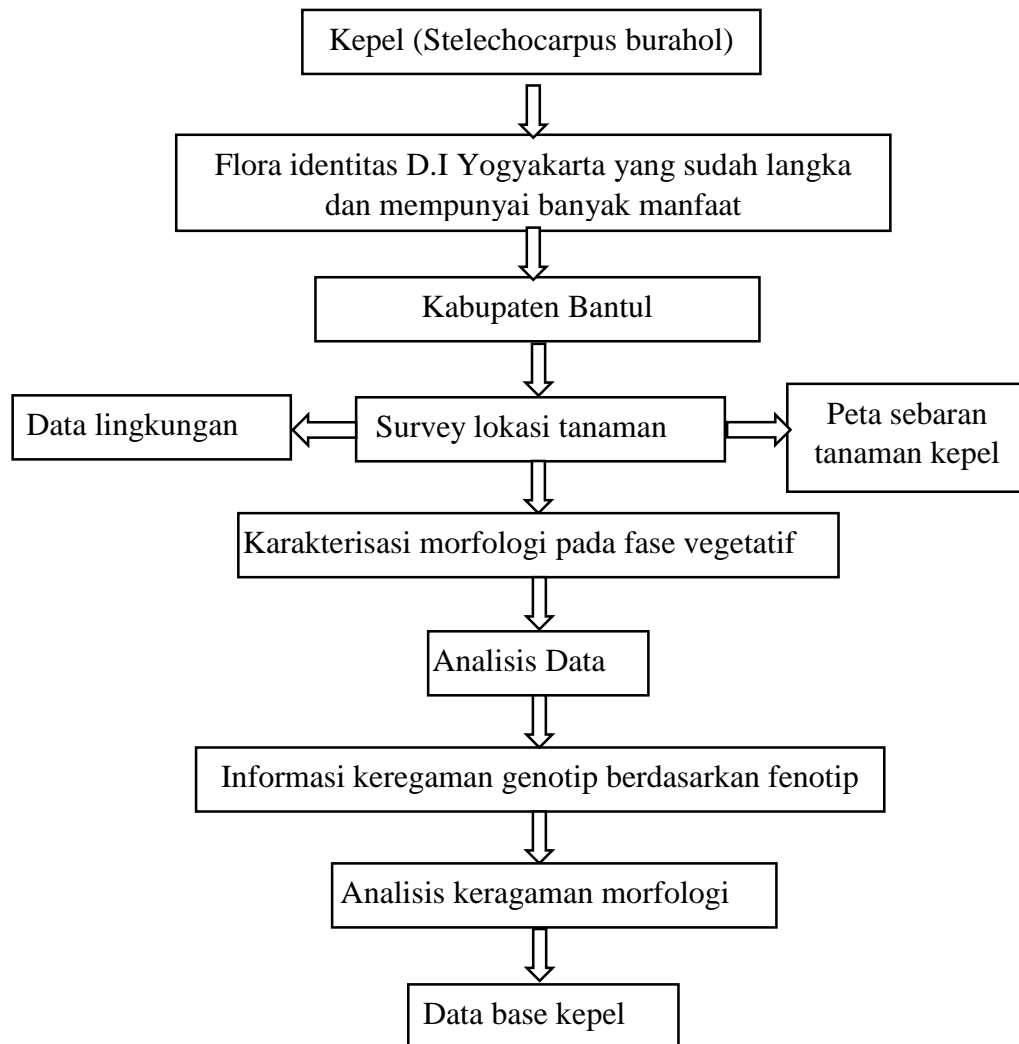 Kepel (Stelechocarpus burahol)
Flora identitas D.I Yogyakarta yang sudah langka
dan mempunyai banyak manfaat
Kabupaten Bantul
Data lingkungan
Survey lokasi tanaman
Peta sebaran
tanaman kepel
Karakterisasi morfologi pada fase vegetatif
Analisis Data
Informasi keregaman genotip berdasarkan fenotip
Analisis keragaman morfologi
Data base kepel